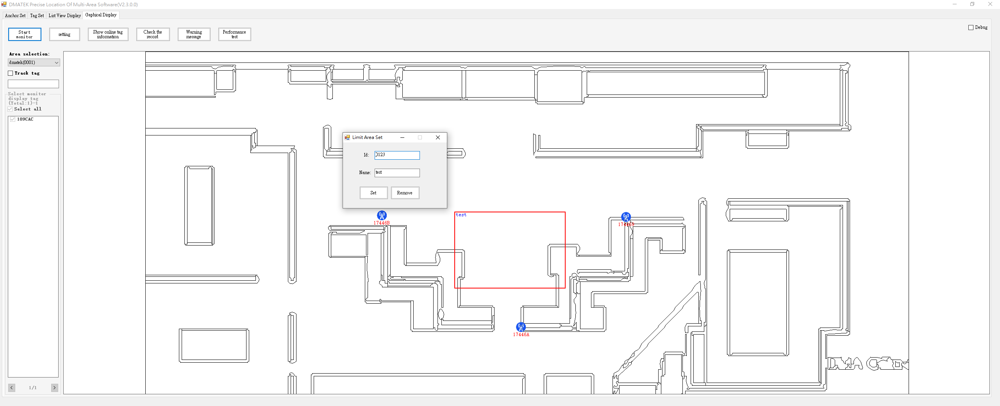 DMATEK Precise Location Of Multi-Area Software(V2.3.0.0)
Anchor Set
Tag Set
List View Display
Gaphical Display
Start
monitor
setting
Show online tag
information
Check the
record
Warning
message
Performance
test
Debug
Area selection:
dmatek(0001)
Track tag
Select monitor
display tag
(Total:1)-1
Select all
189CAC
1/1
Limit Area Set
Id:
0123
Name:
test
Set
Remove
17446B
test
174469
17446A